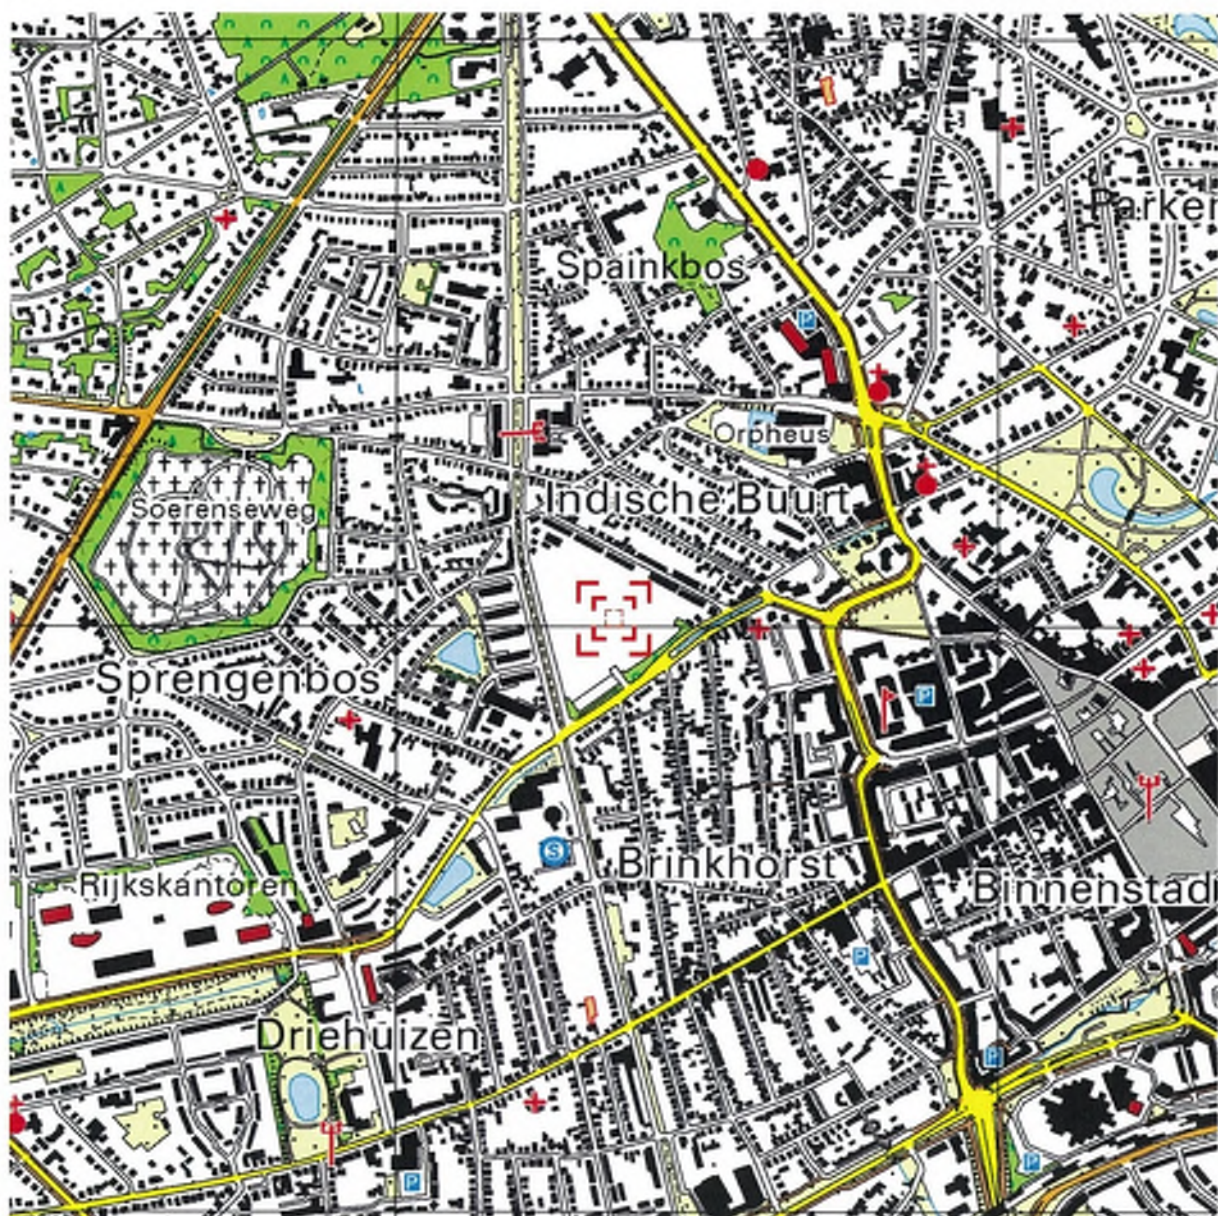 Parker
Spainkbos
P
Orpheus
Indische Buurt
Soerenseweg
Sprengenbos
P
S
Brinkhorst
Rijkskantoren
Binnenstad
P
Driehuizen
P
P
P